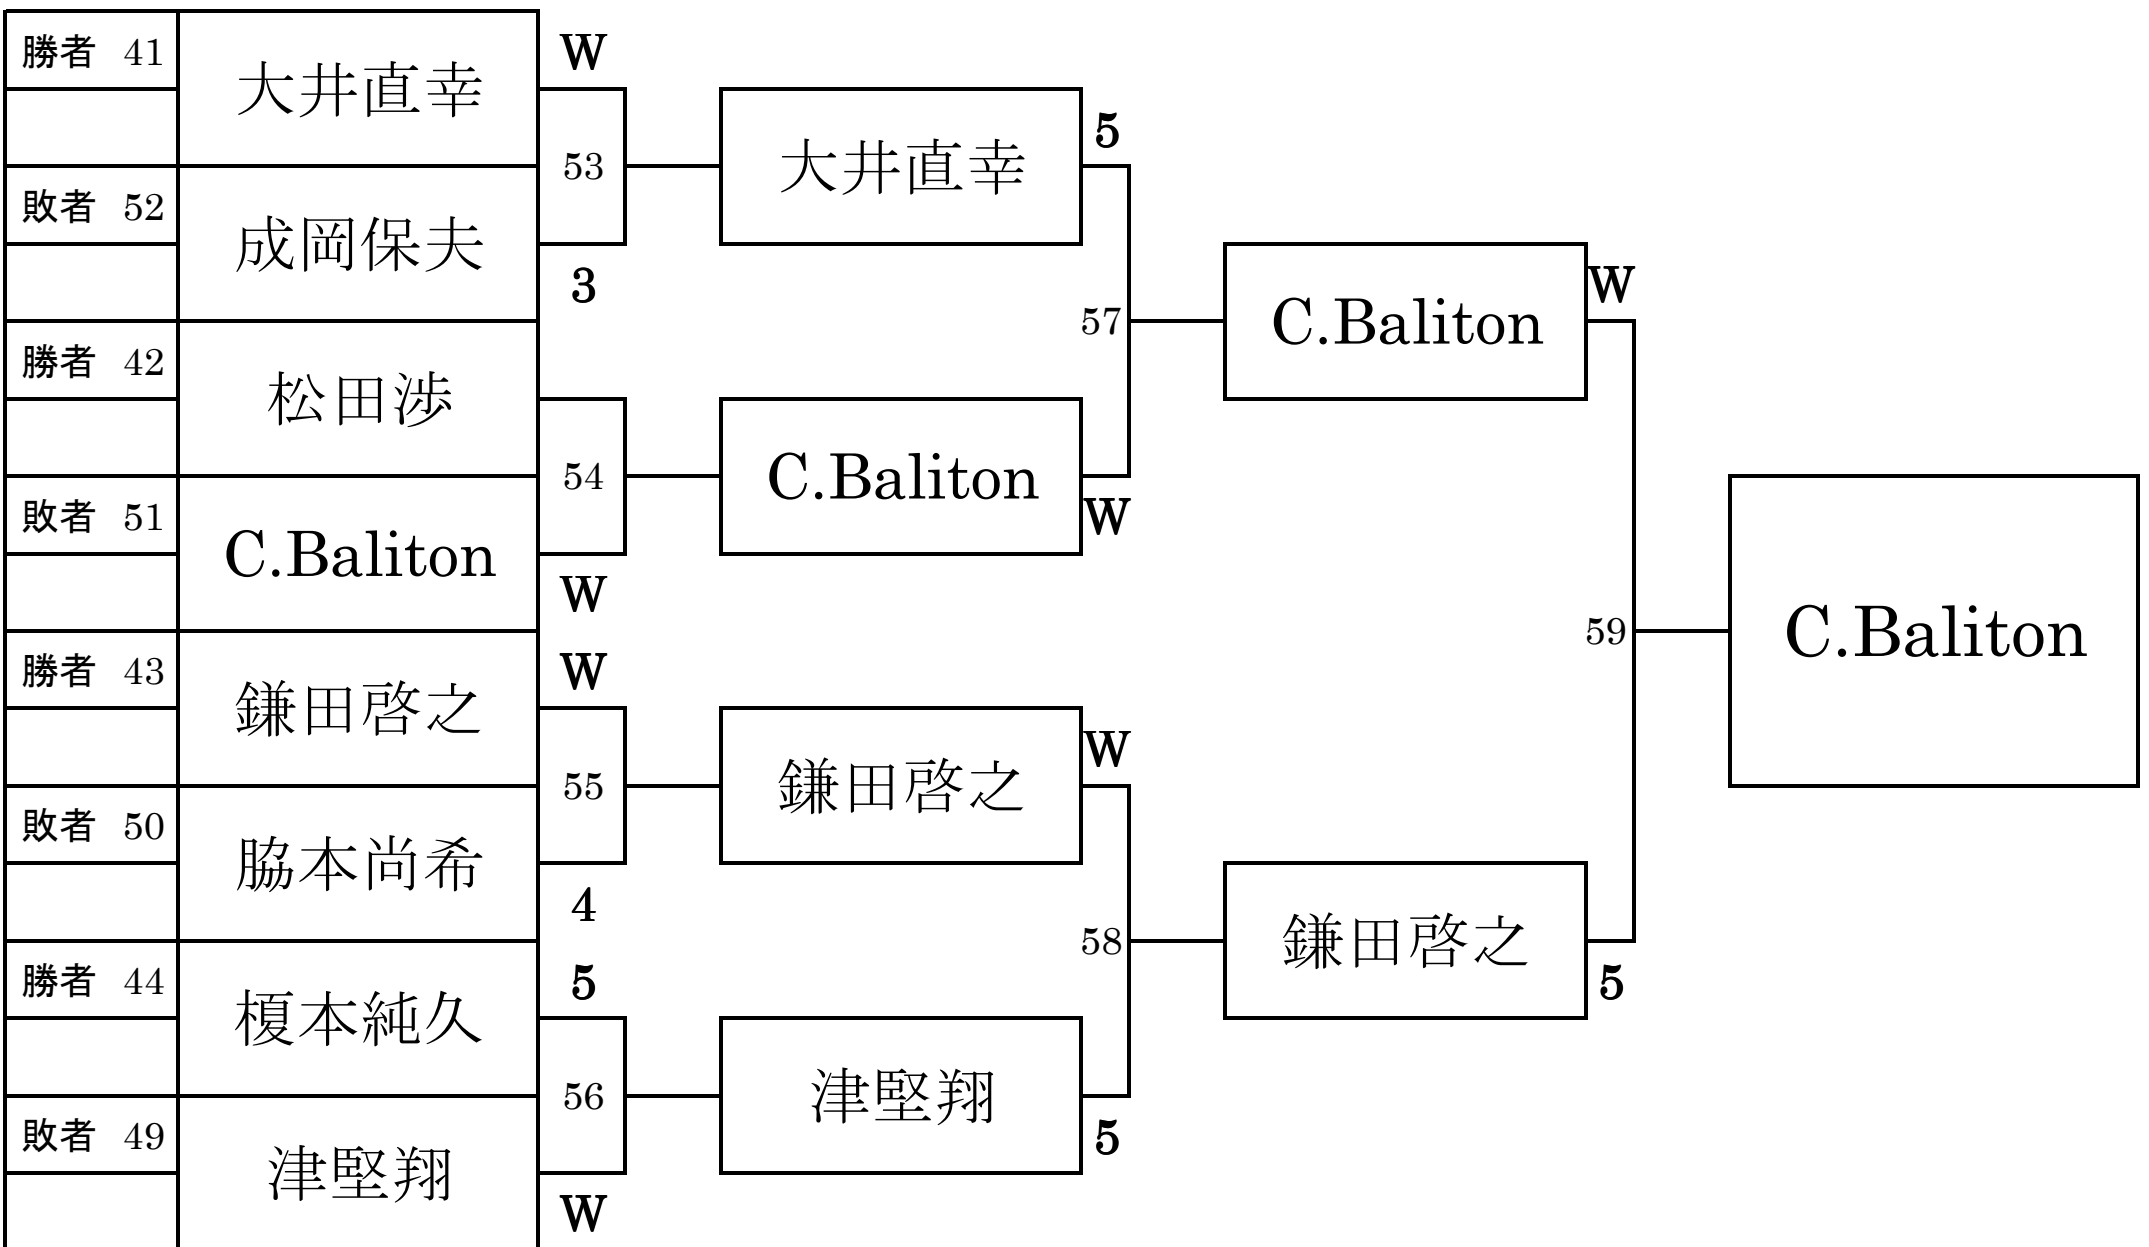 勝者 41
大井直幸
W
53
敗者 52
成岡保夫
3
勝者 42
松田渉
54
敗者 51
C.Baliton
W
勝者 43
鎌田啓之
W
55
敗者 50
脇本尚希
4
勝者 44
榎本純久
5
56
敗者 49
津堅翔
W
大井直幸
5
57
C.Baliton
W
鎌田啓之
W
58
津堅翔
5
C.Baliton
W
59
鎌田啓之
5
C.Baliton